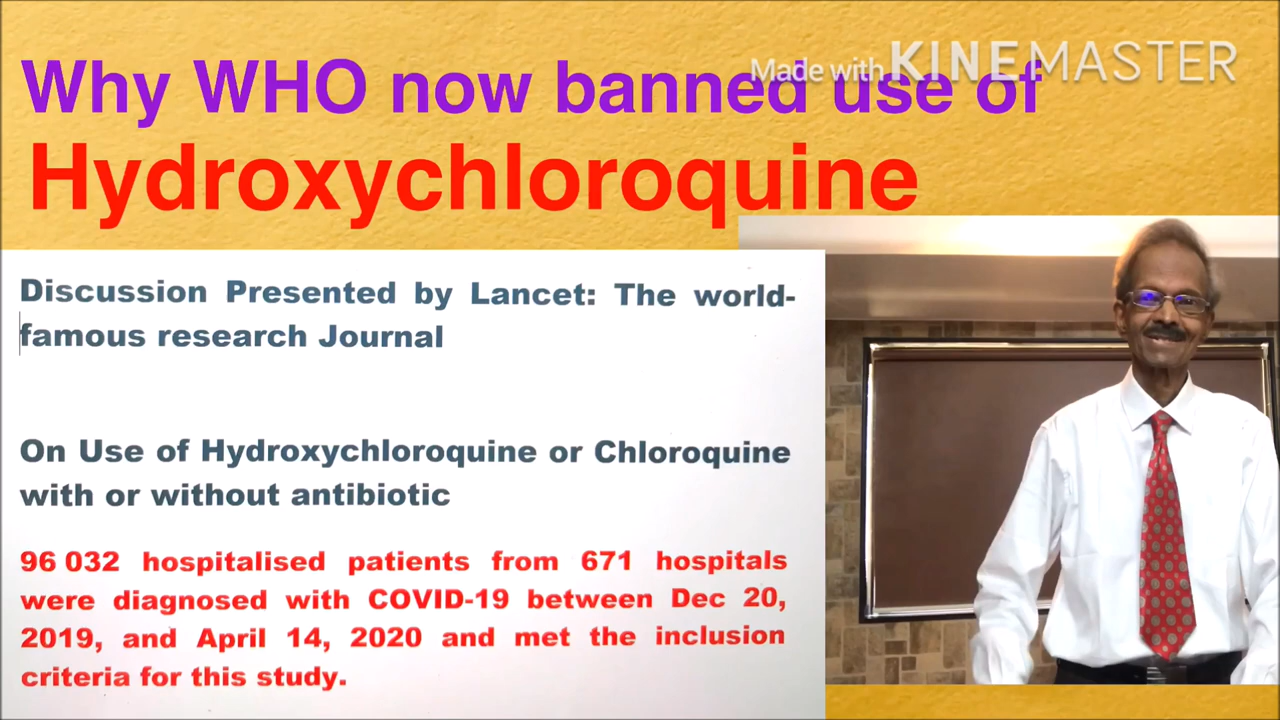 Made with KINEMASTER
Why WHO now banned use of
Hydroxychloroquine
Discussion Presented by Lancet: The world-
famous research Journal
On Use of Hydroxychloroquine or Chloroquine
with or without antibiotic
96 032 hospitalised patients from 671 hospitals
were diagnosed with COVID-19 between Dec 20,
2019, and April 14, 2020 and met the inclusion
criteria for this study.